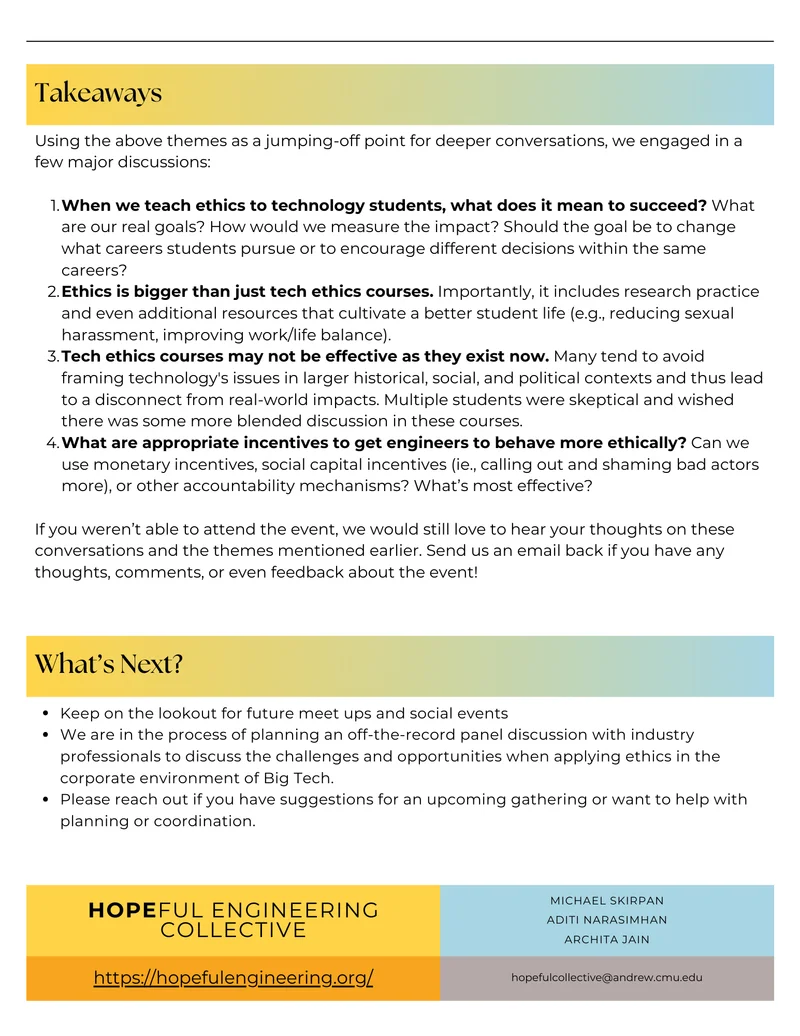 Takeaways
Using the above themes as a jumping-off point for deeper conversations, we engaged in a
few major discussions:
1. When we teach ethics to technology students, what does it mean to succeed? What
are our real goals? How would we measure the impact? Should the goal be to change
what careers students pursue or to encourage different decisions within the same
careers?
2. Ethics is bigger than just tech ethics courses. Importantly, it includes research practice
and even additional resources that cultivate a better student life (e.g., reducing sexual
harassment, improving work/life balance).
3. Tech ethics courses may not be effective as they exist now. Many tend to avoid
framing technology's issues in larger historical, social, and political contexts and thus lead
to a disconnect from real-world impacts. Multiple students were skeptical and wished
there was some more blended discussion in these courses.
4. What are appropriate incentives to get engineers to behave more ethically? Can we
use monetary incentives, social capital incentives (ie., calling out and shaming bad actors
more), or other accountability mechanisms? What's most effective?
If you weren't able to attend the event, we would still love to hear your thoughts on these
conversations and the themes mentioned earlier. Send us an email back if you have any
thoughts, comments, or even feedback about the event!
What's Next?
• Keep on the lookout for future meet ups and social events
• We are in the process of planning an off-the-record panel discussion with industry
professionals to discuss the challenges and opportunities when applying ethics in the
corporate environment of Big Tech.
• Please reach out if you have suggestions for an upcoming gathering or want to help with
planning or coordination.
HOPEFUL ENGINEERING
COLLECTIVE
https://hopefulengineering.org/
MICHAEL SKIRPAN
ADITI NARASIMHAN
ARCHITA JAIN
hopefulcollective@andrew.cmu.edu